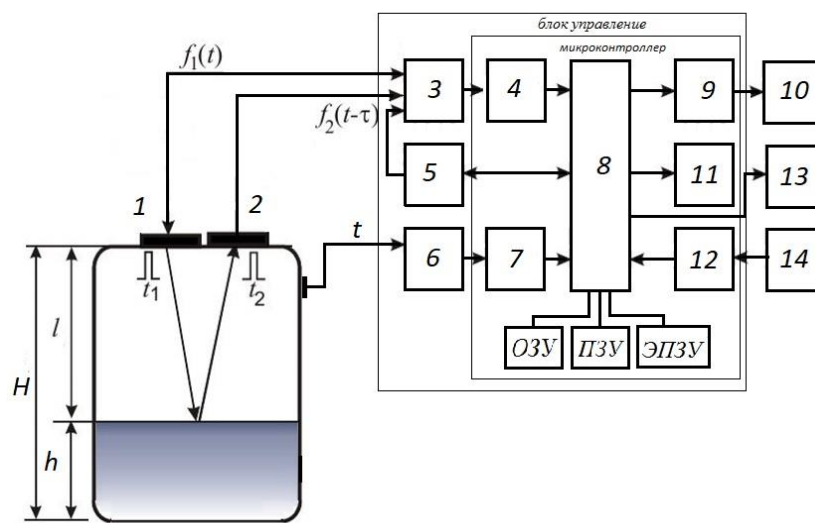 блок управление
микроконтроллер
f₁(t)
f₂(t-τ)
3
4
9
10
5
8
11
13
1
2
t
6
7
12
14
t₁
t₂
l
H
h
ОЗУ
ПЗУ
ЭПЗУ